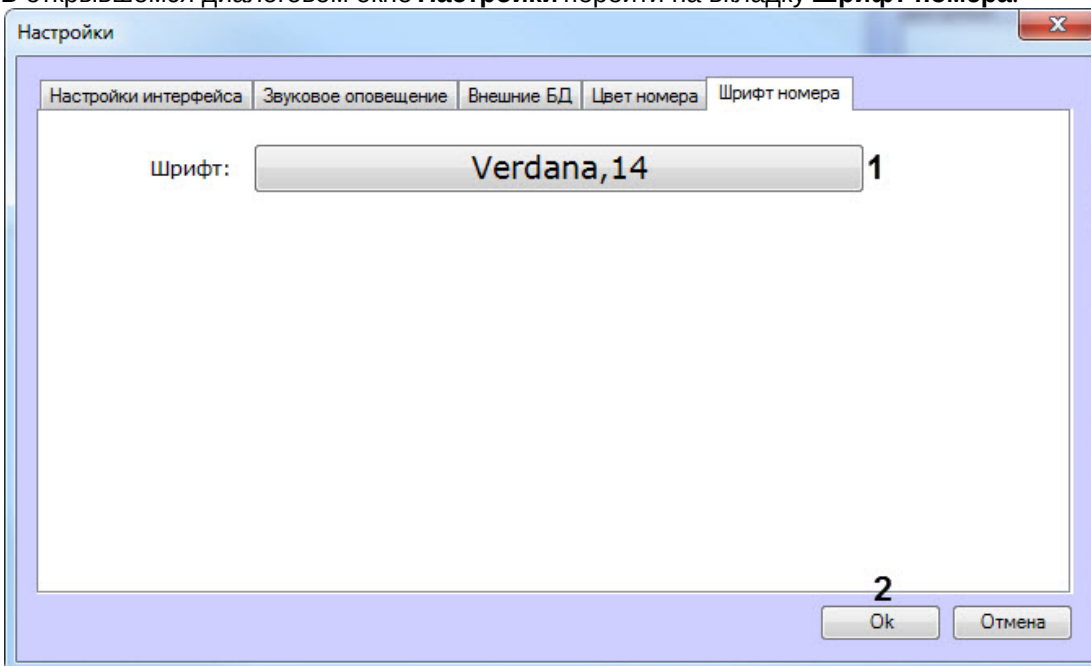 В открывшемся диалоговом окне Настройки перейти на вкладку Шрифт номера.
Настройки
Настройки интерфейса Звуковое оповещение Внешние БД Цвет номера Шрифт номера
Шрифт: Verdana,14 1
2
Ok Отмена